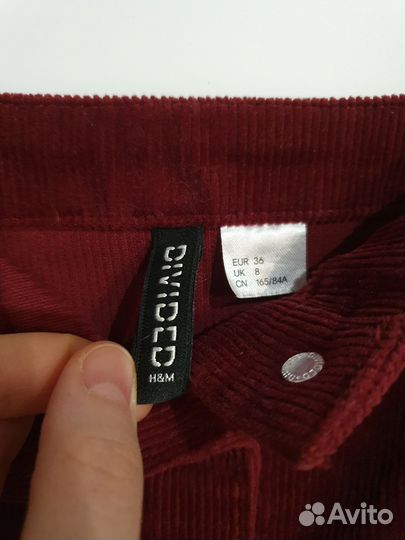 DIVIDED
H&M
EUR 36
UK 8
CN 165/84A
Avito